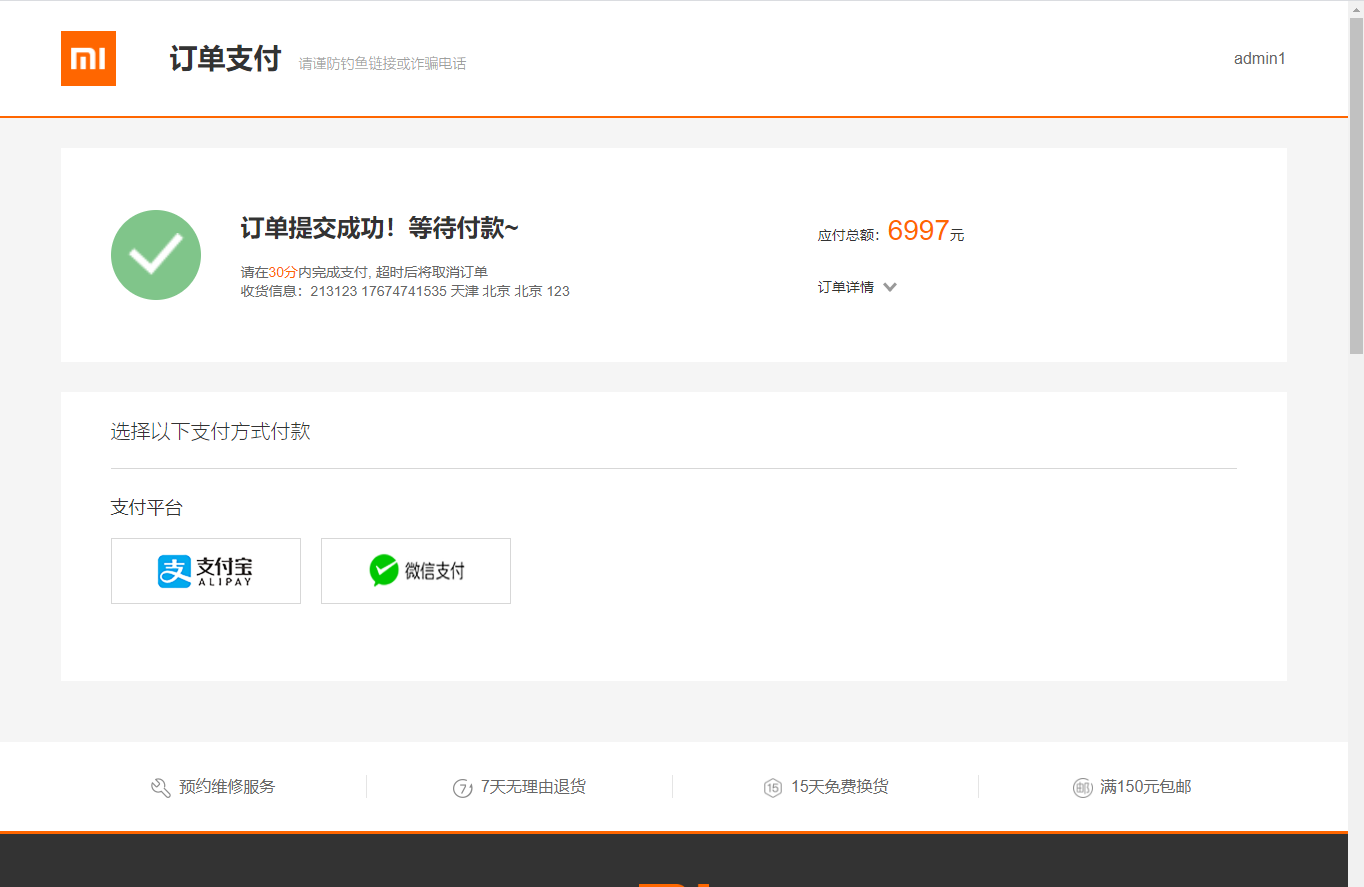 订单支付 请谨防钓鱼链接或诈骗电话
admin1
订单提交成功！等待付款~
请在30分内完成支付, 超时后将取消订单
收货信息：213123 17674741535 天津 北京 北京 123
应付总额：6997元
订单详情
选择以下支付方式付款
支付平台
支付宝
ALIPAY
微信支付
预约维修服务
7 7天无理由退货
15 15天免费换货
邮 满150元包邮